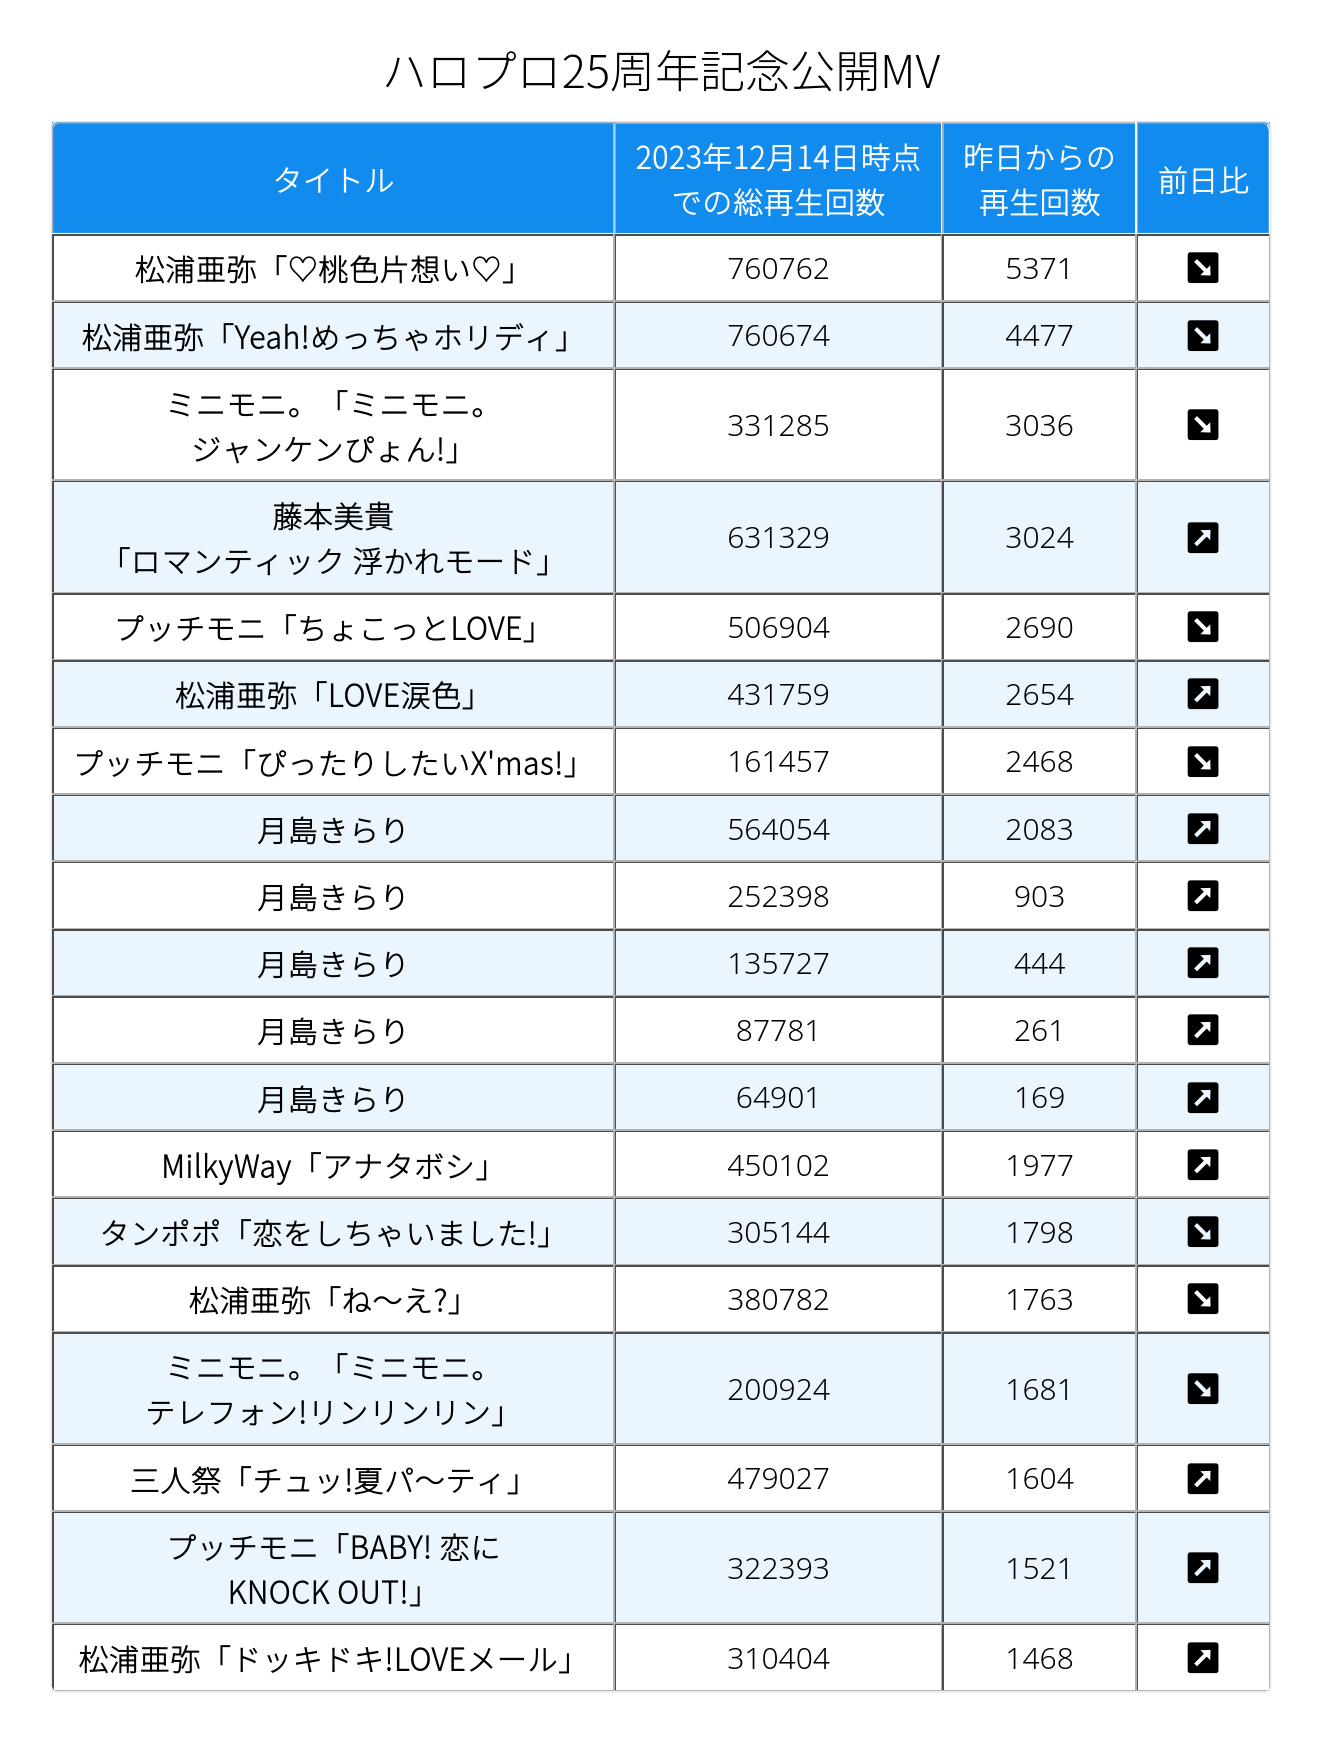 ハロプロ25周年記念公開MV
タイトル
2023年12月14日時点
での総再生回数
昨日からの
再生回数
前日比
松浦亜弥「♡桃色片想い♡」 760762 5371 ↘
松浦亜弥「Yeah!めっちゃホリディ」 760674 4477 ↘
ミニモニ。「ミニモニ。
ジャンケンぴょん!」 331285 3036 ↘
藤本美貴
「ロマンティック 浮かれモード」 631329 3024 ↗
プッチモニ「ちょこっとLOVE」 506904 2690 ↘
松浦亜弥「LOVE涙色」 431759 2654 ↗
プッチモニ「ぴったりしたいX'mas!」 161457 2468 ↘
月島きらり 564054 2083 ↗
月島きらり 252398 903 ↗
月島きらり 135727 444 ↗
月島きらり 87781 261 ↗
月島きらり 64901 169 ↗
MilkyWay「アナタボシ」 450102 1977 ↗
タンポポ「恋をしちゃいました!」 305144 1798 ↘
松浦亜弥「ね〜え?」 380782 1763 ↘
ミニモニ。「ミニモニ。
テレフォン!リンリンリン」 200924 1681 ↘
三人祭「チュッ!夏パ〜ティ」 479027 1604 ↗
プッチモニ「BABY! 恋に
KNOCK OUT!」 322393 1521 ↗
松浦亜弥「ドッキドキ!LOVEメール」 310404 1468 ↗